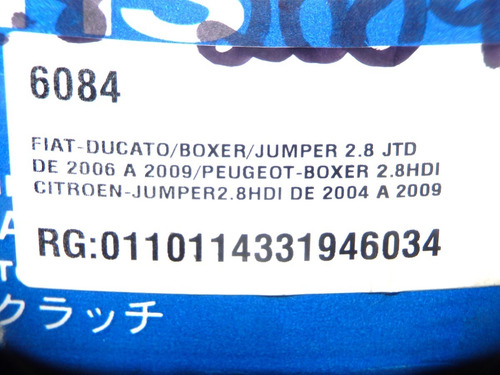 6084
FIAT-DUCATO/BOXER/JUMPER 2.8 JTD
DE 2006 A 2009/PEUGEOT-BOXER 2.8HDI
CITROEN-JUMPER2.8HDI DE 2004 A 2009
RG:0110114331946034
クラッチ